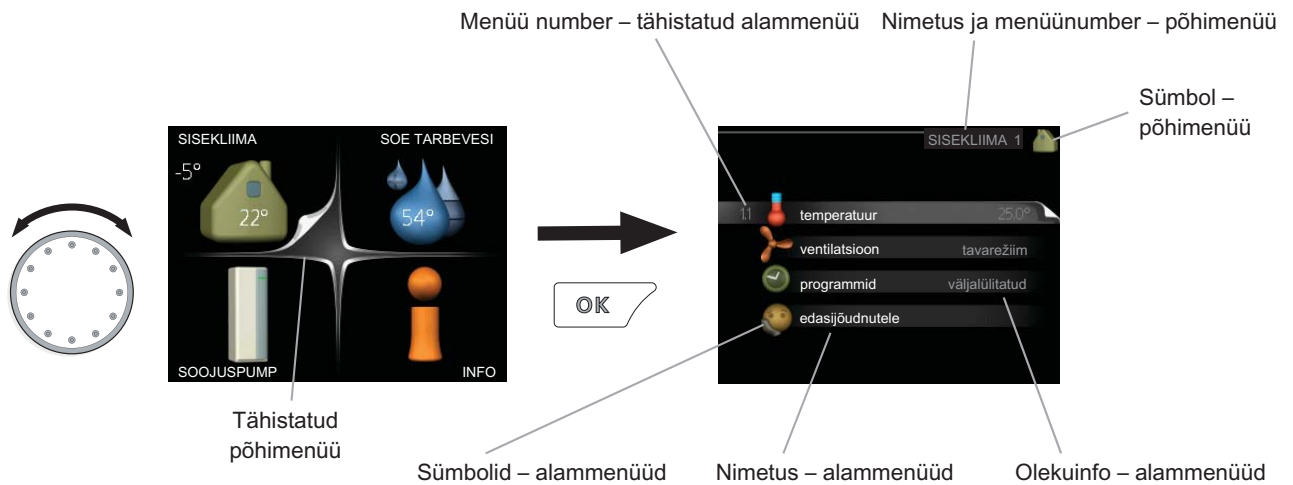 Menüü number – tähistatud alammenüü
Nimetus ja menüünumber – põhimenüü
Sümbol –
põhimenüü
SISEKLIIMA
SOE TARBEVESI
-5°
22°
54°
SOOJUSPUMP
INFO
OK
SISEKLIIMA 1
1.1 temperatuur 25.0°
ventilatsioon tavarežiim
programmid väljalülitatud
edasijõudnutele
Tähistatud
põhimenüü
Sümbolid – alammenüüd
Nimetus – alammenüüd
Olekuinfo – alammenüüd